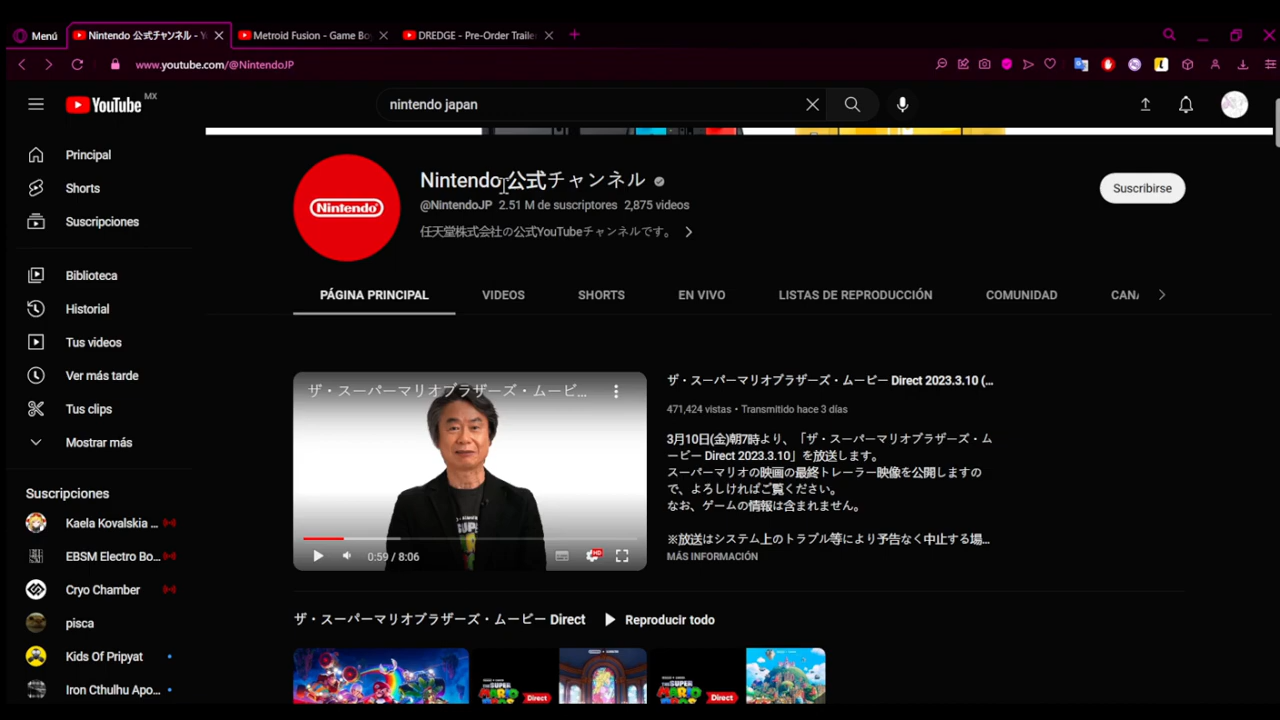 Menú
Nintendo 公式チャンネル - Y
Metroid Fusion - Game Bo
DREDGE - Pre-Order Trailer
www.youtube.com/@NintendoJP
YouTube MX
nintendo japan
Principal
Shorts
Suscripciones
Biblioteca
Historial
Tus videos
Ver más tarde
Tus clips
Mostrar más
Suscripciones
Kaela Kovalskia ...
EBSM Electro Bo...
Cryo Chamber
pisca
Kids Of Pripyat
Iron Cthulhu Apo...
Nintendo
Nintendo 公式チャンネル
@NintendoJP 2.51 M de suscriptores 2,875 videos
任天堂株式会社の公式YouTubeチャンネルです。
Suscribirse
PÁGINA PRINCIPAL
VIDEOS
SHORTS
EN VIVO
LISTAS DE REPRODUCCIÓN
COMUNIDAD
CANA
ザ・スーパーマリオブラザーズ・ムービ...
0:59 / 8:06
HD
ザ・スーパーマリオブラザーズ・ムービー Direct 2023.3.10 (...
471,424 vistas • Transmitido hace 3 días
3月10日(金)朝7時より、「ザ・スーパーマリオブラザーズ・ム
ービー Direct 2023.3.10」を放送します。
スーパーマリオの映画の最終トレーラー映像を公開しますの
で、よろしければご覧ください。
なお、ゲームの情報は含まれません。
※放送はシステム上のトラブル等により予告なく中止する場...
MÁS INFORMACIÓN
ザ・スーパーマリオブラザーズ・ムービー Direct
Reproducir todo
SUPER
MARIO
Direct
SUPER
MARIO
Direct